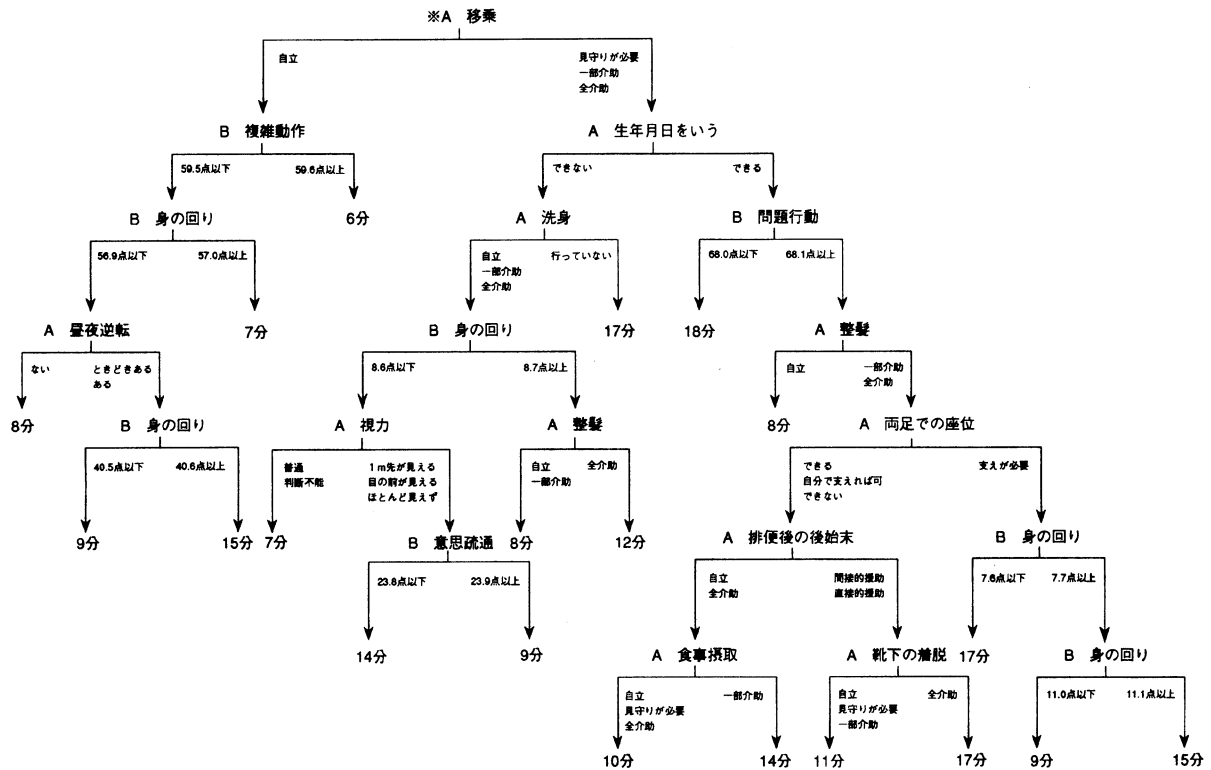 ※A 移乗
自立
見守りが必要
一部介助
全介助
B 複雑動作
A 生年月日をいう
59.5点以下
59.6点以上
できない
できる
B 身の回り
6分
A 洗身
B 問題行動
56.9点以下
57.0点以上
自立
一部介助
全介助
行っていない
68.0点以下
68.1点以上
A 昼夜逆転
7分
B 身の回り
17分
18分
A 整髪
ない
ときどきある
ある
8.6点以下
8.7点以上
自立
一部介助
全介助
8分
B 身の回り
A 視力
A 整髪
8分
A 両足での座位
40.5点以下
40.6点以上
普通
判断不能
1m先が見える
目の前が見える
ほとんど見えず
自立
一部介助
全介助
できる
自分で支えれば可
できない
支えが必要
9分
15分
7分
B 意思疏通
8分
12分
A 排便後の後始末
B 身の回り
23.8点以下
23.9点以上
自立
全介助
間接的援助
直接的援助
7.6点以下
7.7点以上
14分
9分
A 食事摂取
A 靴下の着脱
17分
B 身の回り
自立
見守りが必要
全介助
一部介助
自立
見守りが必要
一部介助
全介助
11.0点以下
11.1点以上
10分
14分
11分
17分
9分
15分